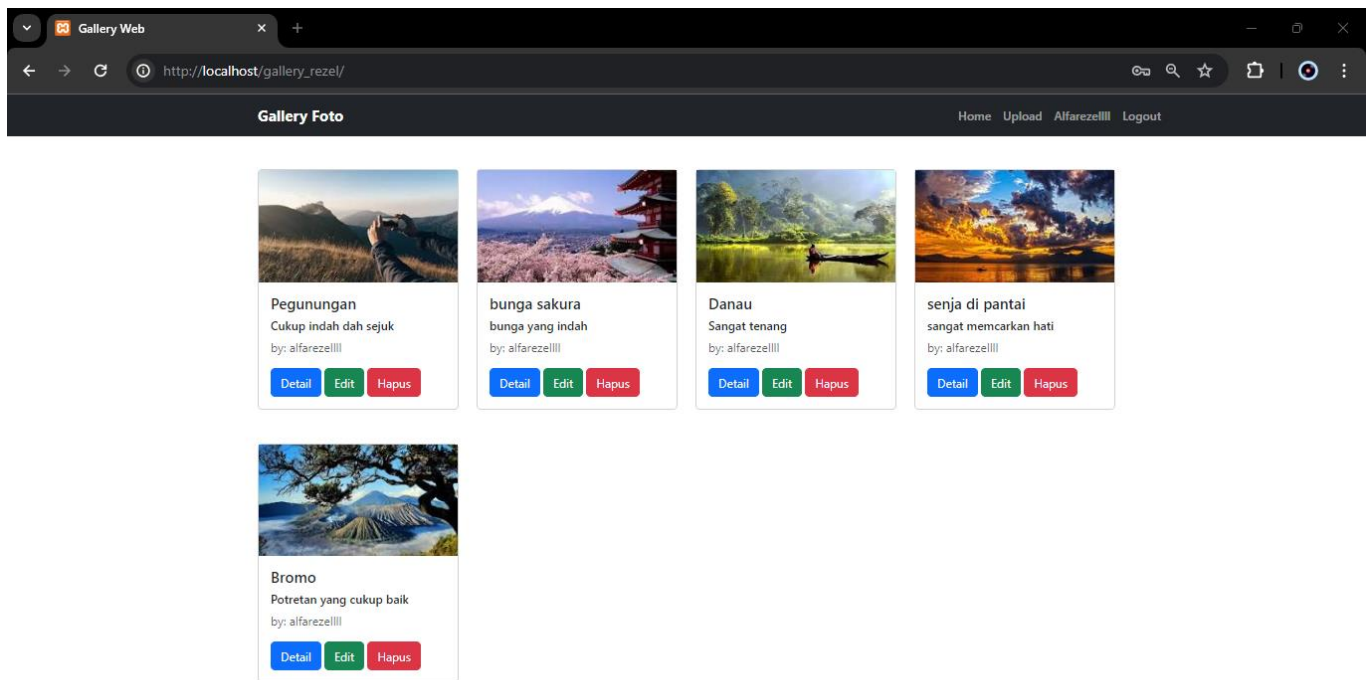 Gallery Web
http://localhost/gallery_rezel/
Gallery Foto
Home Upload Alfarezellll Logout
Pegunungan
Cukup indah dah sejuk
by: alfarezellll
Detail Edit Hapus
bunga sakura
bunga yang indah
by: alfarezellll
Detail Edit Hapus
Danau
Sangat tenang
by: alfarezellll
Detail Edit Hapus
senja di pantai
sangat memcarkan hati
by: alfarezellll
Detail Edit Hapus
Bromo
Potretan yang cukup baik
by: alfarezellll
Detail Edit Hapus